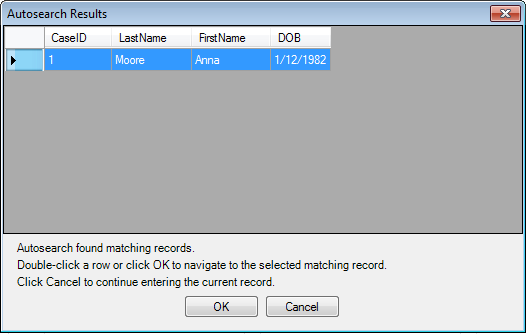 Autosearch Results
CaseID LastName FirstName DOB
1 Moore Anna 1/12/1982
Autosearch found matching records.
Double-click a row or click OK to navigate to the selected matching record.
Click Cancel to continue entering the current record.
OK Cancel